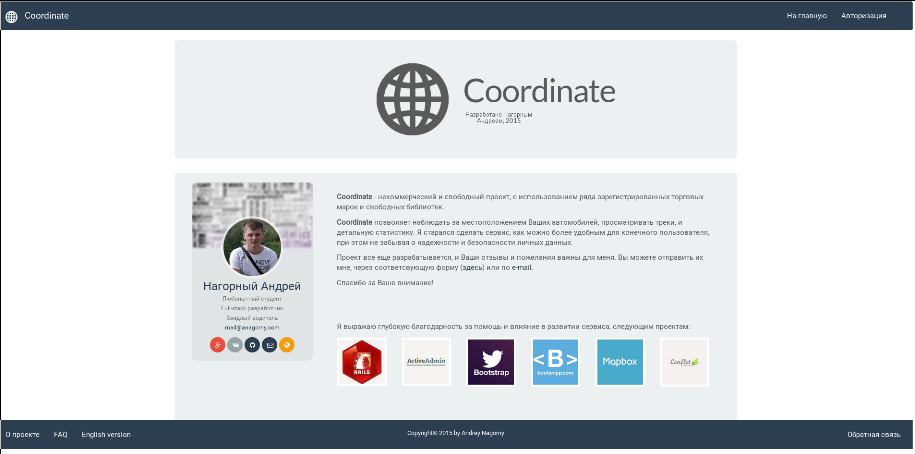 Coordinate
На главную
Авторизация
Coordinate
Разработано Нагорным
Андреем, 2015
Нагорный Андрей
Любопытный студент
Full-stack разработчик
Заядлый водитель
mail@anagorny.com
Coordinate - некоммерческий и свободный проект, с использованием ряда зарегистрированных торговых
марок и свободных библиотек.
Coordinate позволяет наблюдать за местоположением Ваших автомобилей, просматривать треки, и
детальную статистику. Я старался сделать сервис, как можно более удобным для конечного пользователя,
при этом не забывая о надежности и безопасности личных данных.
Проект все еще разрабатывается, и Ваши отзывы и пожелания важны для меня. Вы можете отправить их
мне, через соответсвующую форму (здесь) или по e-mail.
Спасибо за Ваше внимание!
Я выражаю глубокую благодарность за помощь и влияние в развитии сервиса, следующим проектам:
RAILS
ActiveAdmin
Bootstrap
<B>
bootsnipp.com
Mapbox
Leaflet
О проекте
FAQ
English version
Copyright© 2015 by Andrey Nagorny
Обратная связь